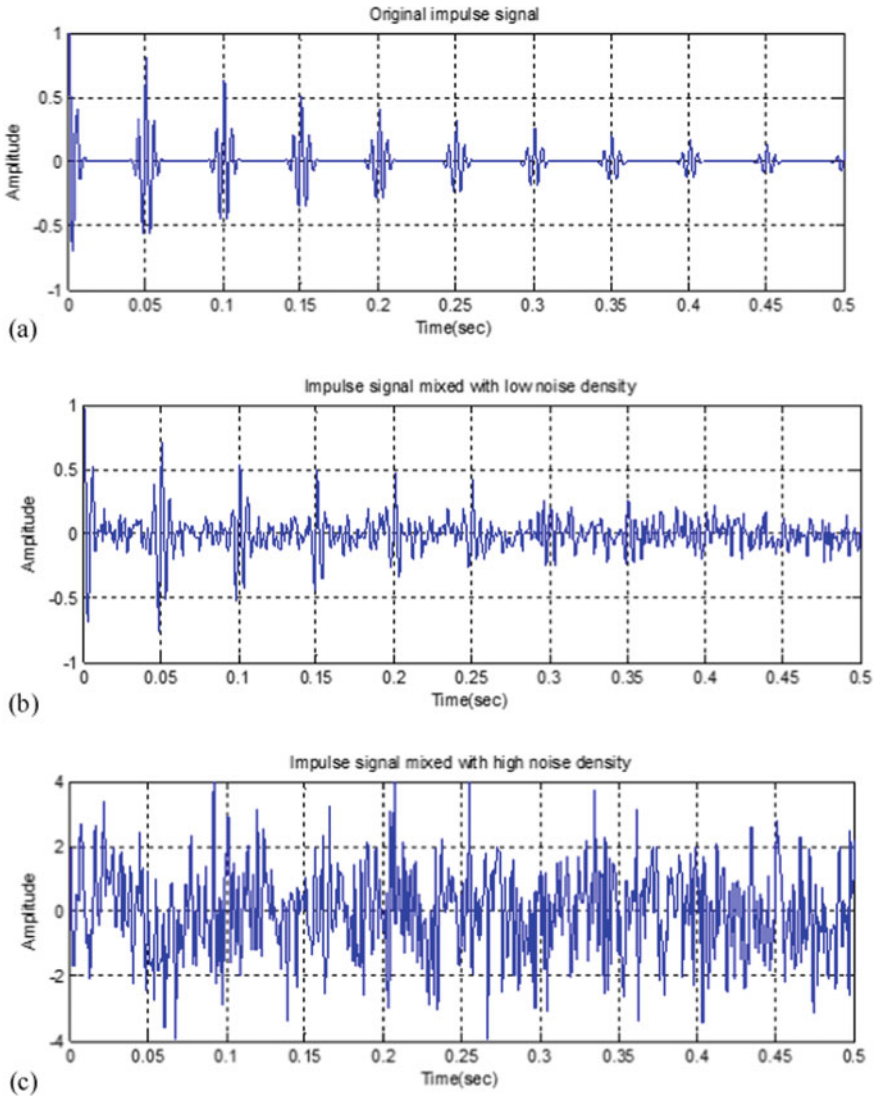 Original impulse signal
1
0.5
0
-0.5
-1
Amplitude
0 0.05 0.1 0.15 0.2 0.25 0.3 0.35 0.4 0.45 0.5
Time(sec)
(a)
Impulse signal mixed with low noise density
1
0.5
0
-0.5
-1
Amplitude
0 0.05 0.1 0.15 0.2 0.25 0.3 0.35 0.4 0.45 0.5
Time(sec)
(b)
Impulse signal mixed with high noise density
4
2
0
-2
-4
Amplitude
0 0.05 0.1 0.15 0.2 0.25 0.3 0.35 0.4 0.45 0.5
Time(sec)
(c)